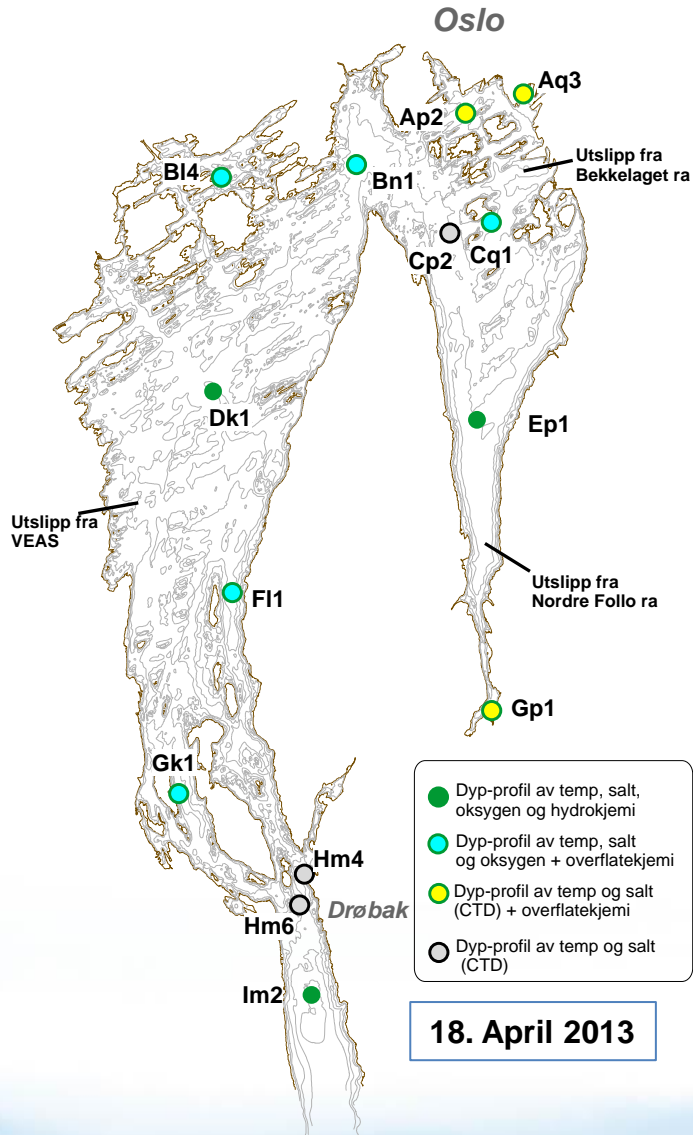 Oslo
Aq3
Ap2
Utslipp fra
Bekkelaget ra
Bl4
Bn1
Cq1
Cp2
Dk1
Ep1
Utslipp fra
VEAS
Utslipp fra
Nordre Follo ra
Fl1
Gp1
Gk1
Dyp-profil av temp, salt,
oksygen og hydrokjemi
Dyp-profil av temp, salt
og oksygen + overflatekjemi
Dyp-profil av temp og salt
(CTD) + overflatekjemi
Dyp-profil av temp og salt
(CTD)
Hm4
Drøbak
Hm6
Im2
18. April 2013